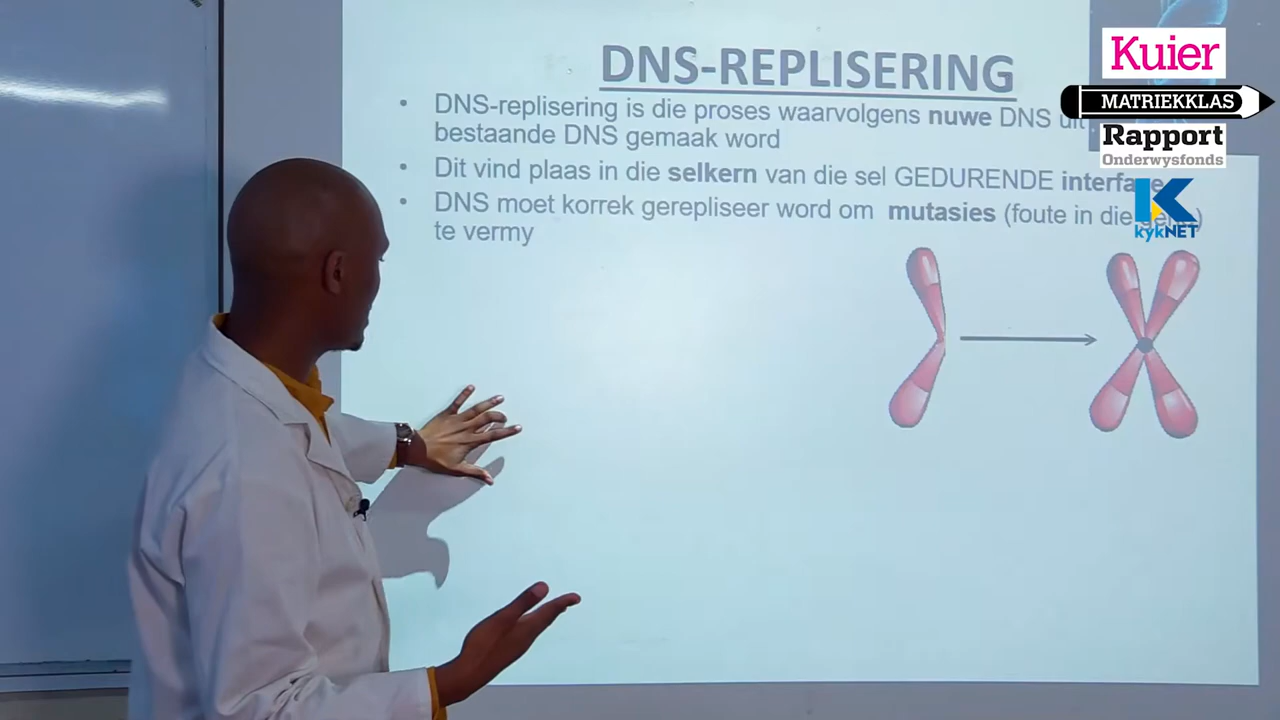 DNS-REPLISERING
• DNS-replisering is die proses waarvolgens nuwe DNS uit
bestaande DNS gemaak word
• Dit vind plaas in die selkern van die sel GEDURENDE interfase
• DNS moet korrek gerepliseer word om mutasies (foute in die gene)
te vermy
Kuier
MATRIEKKLAS
Rapport
Onderwysfonds
kykNET